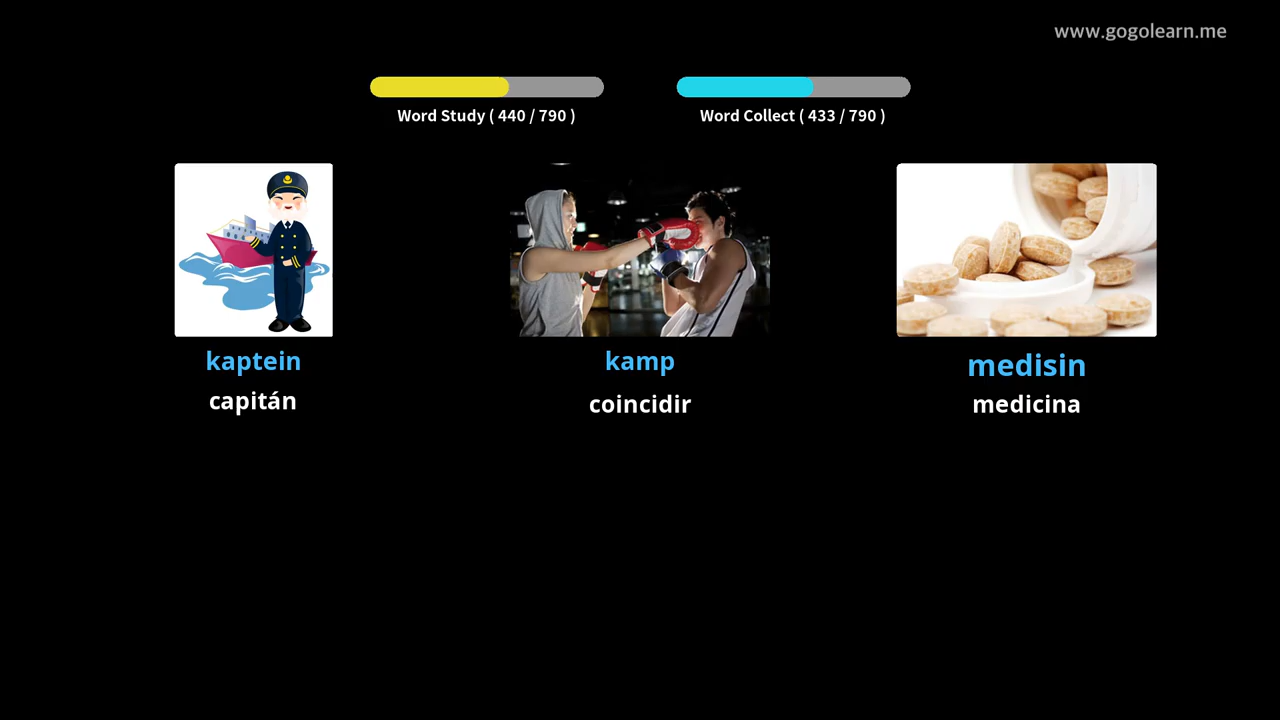 www.gogolearn.me
Word Study ( 440 / 790 )
Word Collect ( 433 / 790 )
kaptein
kamp
medisin
capitán
coincidir
medicina